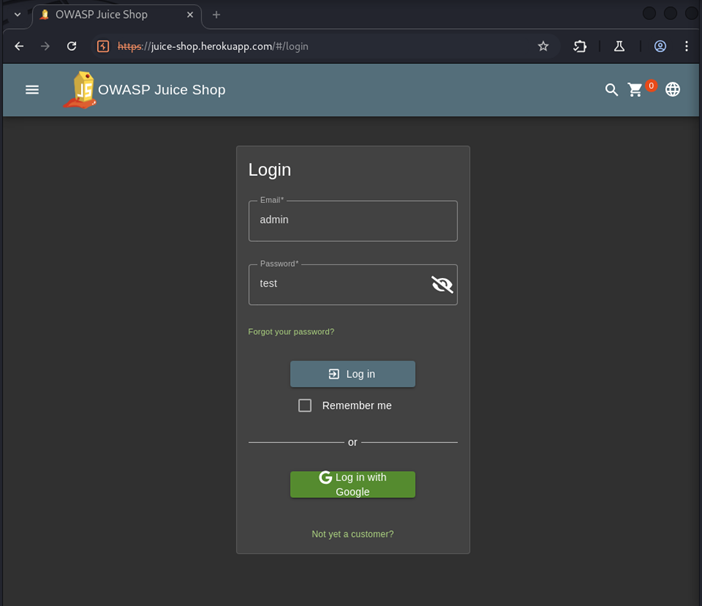 OWASP Juice Shop
https://juice-shop.herokuapp.com/#/login
OWASP Juice Shop
0
Login
Email*
admin
Password*
test
Forgot your password?
Log in
Remember me
or
Log in with
Google
Not yet a customer?